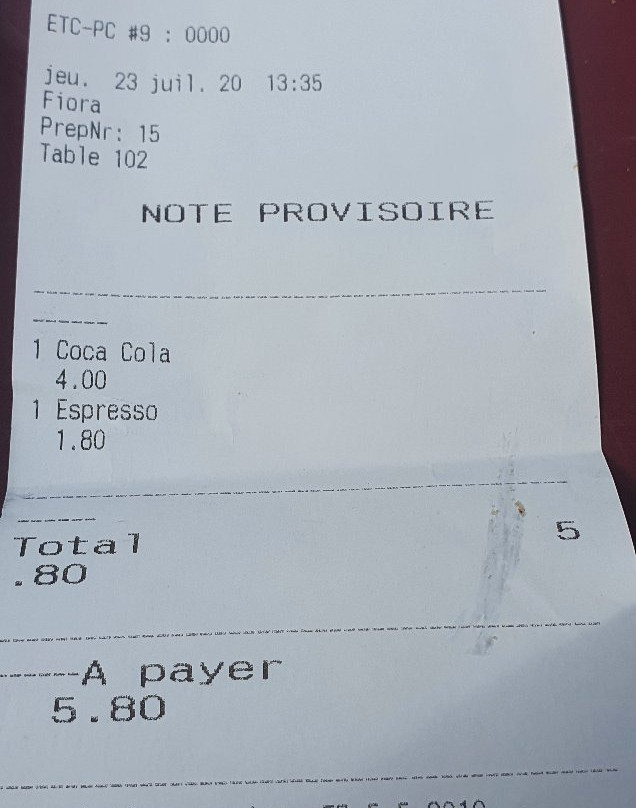 ETC-PC #9 : 0000
jeu. 23 juil. 20 13:35
Fiora
PrepNr: 15
Table 102
NOTE PROVISOIRE
1 Coca Cola
4.00
1 Espresso
1.80
Total 5
.80
A payer
5.80